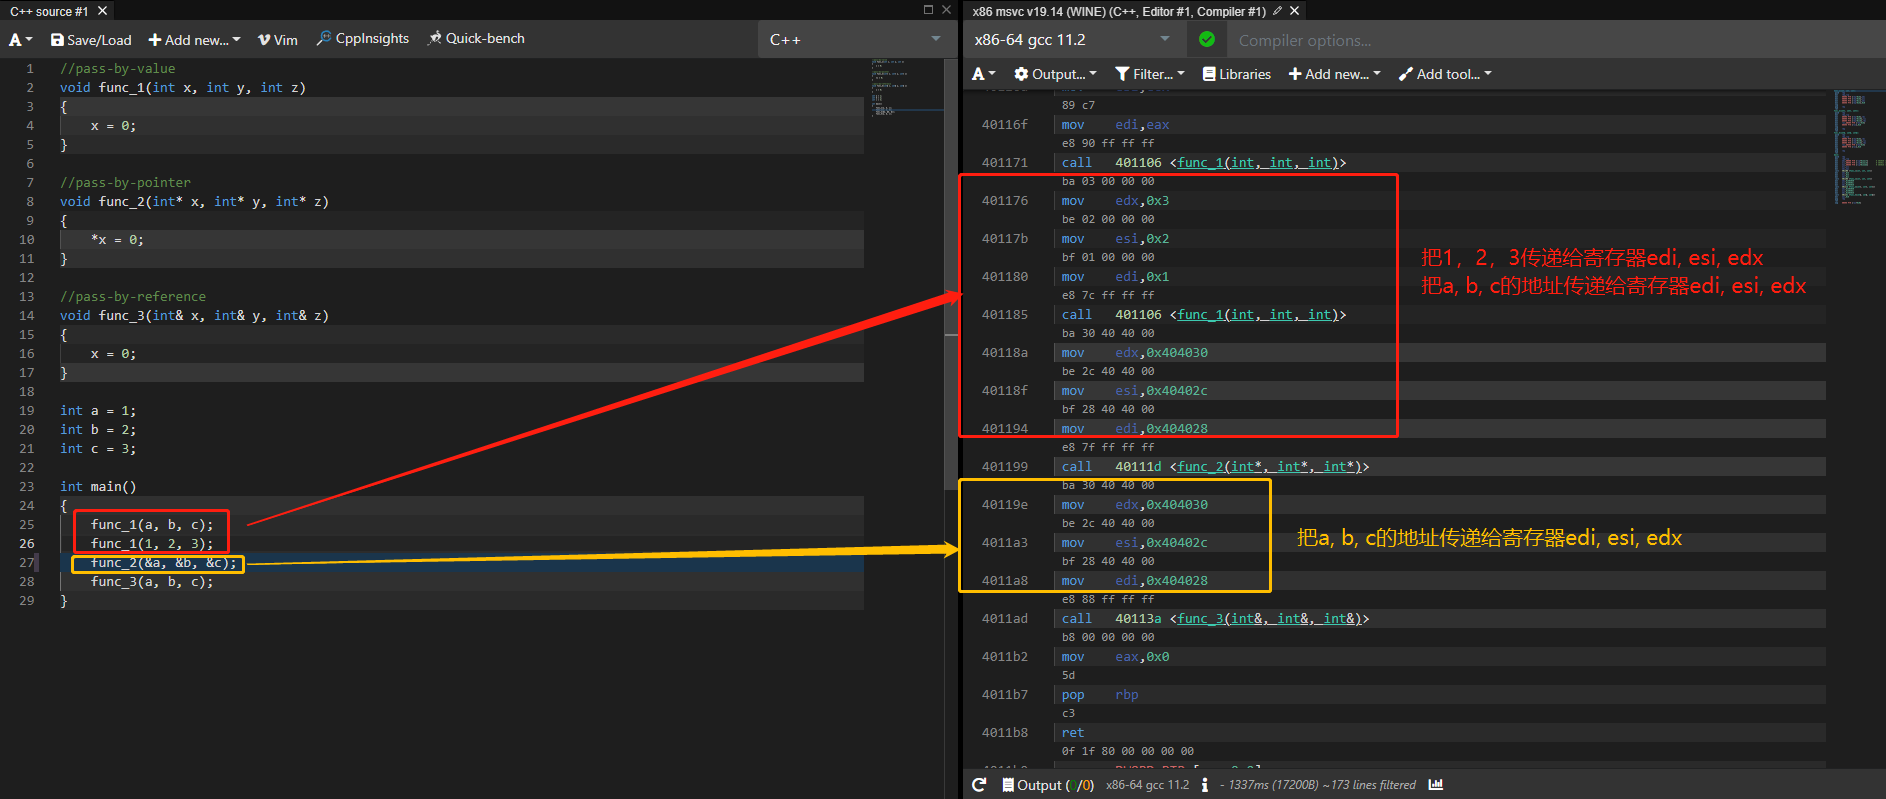 C++ source #1
A Save/Load Add new... Vim CppInsights Quick-bench C++
1 //pass-by-value
2 void func_1(int x, int y, int z)
3 {
4 x = 0;
5 }
6
7 //pass-by-pointer
8 void func_2(int* x, int* y, int* z)
9 {
10 *x = 0;
11 }
12
13 //pass-by-reference
14 void func_3(int& x, int& y, int& z)
15 {
16 x = 0;
17 }
18
19 int a = 1;
20 int b = 2;
21 int c = 3;
22
23 int main()
24 {
25 func_1(a, b, c);
26 func_1(1, 2, 3);
27 func_2(&a, &b, &c);
28 func_3(a, b, c);
29 }
x86 msvc v19.14 (WINE) (C++, Editor #1, Compiler #1)
x86-64 gcc 11.2 Compiler options...
A Output... Filter... Libraries Add new... Add tool...
89 c7
40116f mov edi,eax
e8 90 ff ff ff
401171 call 401106 <func_1(int, int, int)>
ba 03 00 00 00
401176 mov edx,0x3
be 02 00 00 00
40117b mov esi,0x2
bf 01 00 00 00
401180 mov edi,0x1
e8 7c ff ff ff
401185 call 401106 <func_1(int, int, int)>
ba 30 40 40 00
40118a mov edx,0x404030
be 2c 40 40 00
40118f mov esi,0x40402c
bf 28 40 40 00
401194 mov edi,0x404028
e8 7f ff ff ff
401199 call 40111d <func_2(int*, int*, int*)>
ba 30 40 40 00
40119e mov edx,0x404030
be 2c 40 40 00
4011a3 mov esi,0x40402c
bf 28 40 40 00
4011a8 mov edi,0x404028
e8 88 ff ff ff
4011ad call 40113a <func_3(int&, int&, int&)>
b8 00 00 00 00
4011b2 mov eax,0x0
5d
4011b7 pop rbp
c3
4011b8 ret
0f 1f 80 00 00 00 00
把1，2，3传递给寄存器edi, esi, edx
把a, b, c的地址传递给寄存器edi, esi, edx
把a, b, c的地址传递给寄存器edi, esi, edx
Output (0/0) x86-64 gcc 11.2 i - 1337ms (17200B) ~173 lines filtered